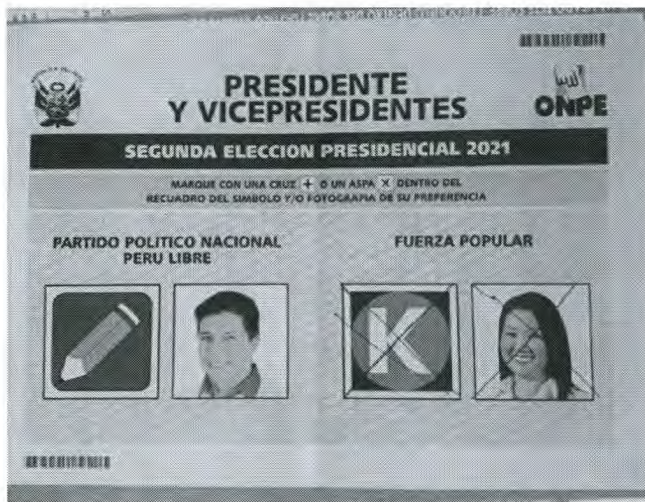 PRESIDENTE
Y VICEPRESIDENTES
ONPE
SEGUNDA ELECCION PRESIDENCIAL 2021
MARQUE CON UNA CRUZ + O UN ASPA X DENTRO DEL
RECUADRO DEL SIMBOLO Y/O FOTOGRAFIA DE SU PREFERENCIA
PARTIDO POLITICO NACIONAL
PERU LIBRE
FUERZA POPULAR
K